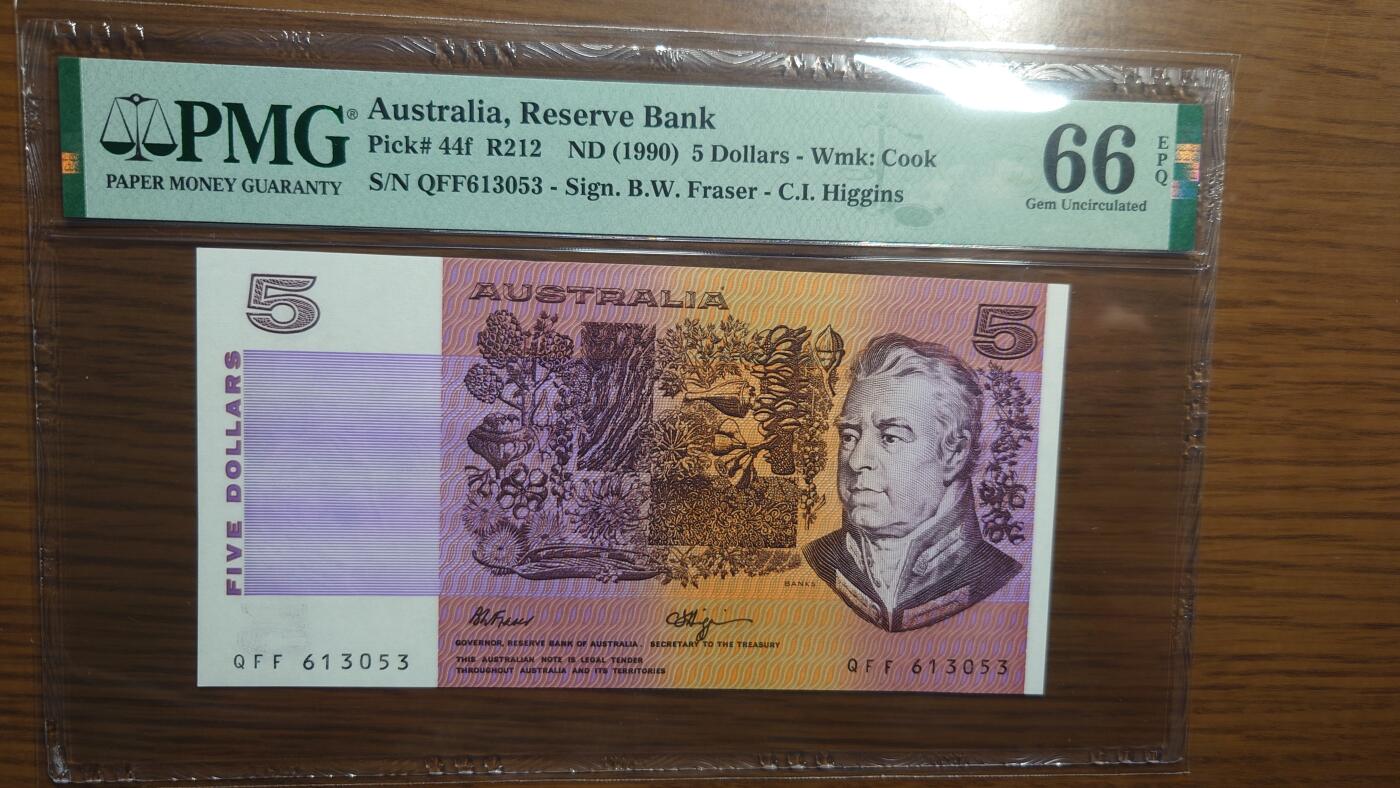 PMG®
PAPER MONEY GUARANTY
Australia, Reserve Bank
Pick# 44f R212 ND (1990) 5 Dollars - Wmk: Cook
S/N QFF613053 - Sign. B.W. Fraser - C.I. Higgins
66
EPQ
Gem Uncirculated
5
AUSTRALIA
5
FIVE DOLLARS
BANKS
BWFraser
CIHiggins
GOVERNOR, RESERVE BANK OF AUSTRALIA. SECRETARY TO THE TREASURY
THIS AUSTRALIAN NOTE IS LEGAL TENDER
THROUGHOUT AUSTRALIA AND ITS TERRITORIES
QFF 613053
QFF 613053